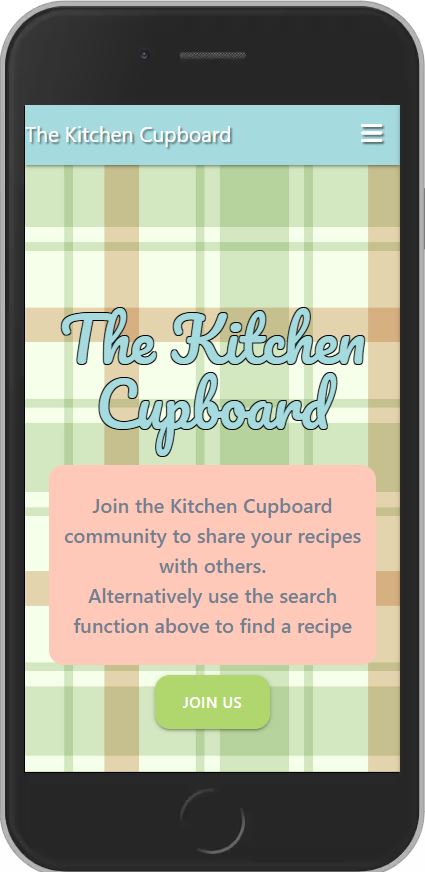 The Kitchen Cupboard
The Kitchen
Cupboard
Join the Kitchen Cupboard
community to share your recipes
with others.
Alternatively use the search
function above to find a recipe
JOIN US